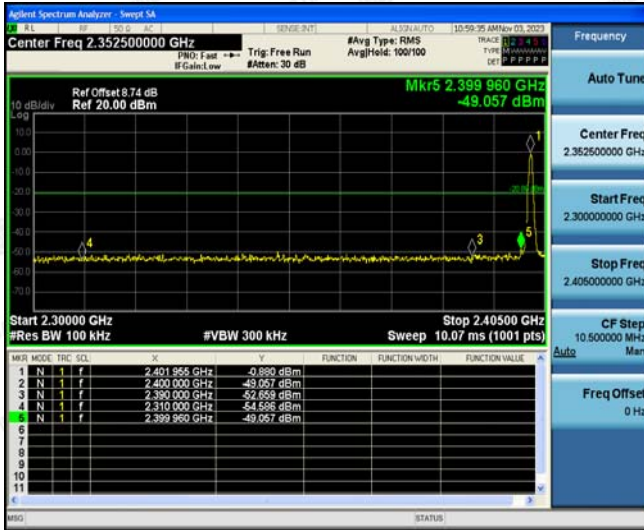 Agilent Spectrum Analyzer - Swept SA
RL RF 50 Ω AC SENSE:INT ALIGNAUTO 10:59:35 AM Nov 03, 2023
Center Freq 2.352500000 GHz
PNO: Fast
IFGain:Low
Trig: Free Run
#Atten: 30 dB
#Avg Type: RMS
Avg|Hold: 100/100
TRACE 1 2 3 4 5 6
TYPE
DET P P P P P P
Mkr5 2.399 960 GHz
-49.057 dBm
Ref Offset 8.74 dB
Ref 20.00 dBm
10 dB/div
Log
10.0
0.00
-10.0
-20.0
-30.0
-40.0
-50.0
-60.0
-70.0
1
4
3
5
Start 2.30000 GHz
Stop 2.40500 GHz
#Res BW 100 kHz
#VBW 300 kHz
Sweep 10.07 ms (1001 pts)
MKR MODE TRC SCL X Y FUNCTION FUNCTION WIDTH FUNCTION VALUE
1 N 1 f 2.401 955 GHz -0.880 dBm
2 N 1 f 2.400 000 GHz -49.057 dBm
3 N 1 f 2.390 000 GHz -52.659 dBm
4 N 1 f 2.310 000 GHz -54.586 dBm
5 N 1 f 2.399 960 GHz -49.057 dBm
6
7
8
9
10
11
MSG
STATUS
Frequency
Auto Tune
Center Freq
2.352500000 GHz
Start Freq
2.300000000 GHz
Stop Freq
2.405000000 GHz
CF Step
10.500000 MHz
Auto Man
Freq Offset
0 Hz